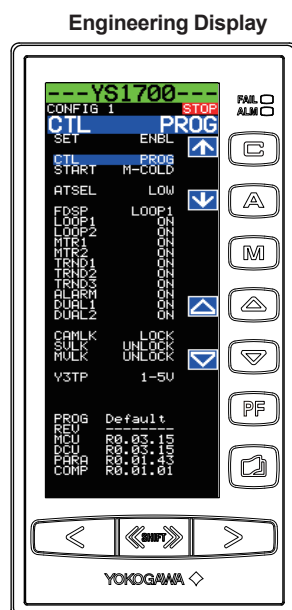 Engineering Display
---YS1700---
CONFIG 1 STOP
CTL PROG
SET ENBL
CTL PROG
START M-COLD
ATSEL LOW
FDSP LOOP1
LOOP1 ON
LOOP2 ON
MTR1 ON
MTR2 ON
TRND1 ON
TRND2 ON
TRND3 ON
ALARM ON
DUAL1 ON
DUAL2 ON
CAMLK LOCK
SVLK UNLOCK
MVLK UNLOCK
Y3TP 1-5V
PROG Default
REV --------
MCU R0.03.15
DCU R0.03.15
PARA R0.01.43
COMP R0.01.01
FAIL
ALM
C
A
M
PF
SHIFT
YOKOGAWA